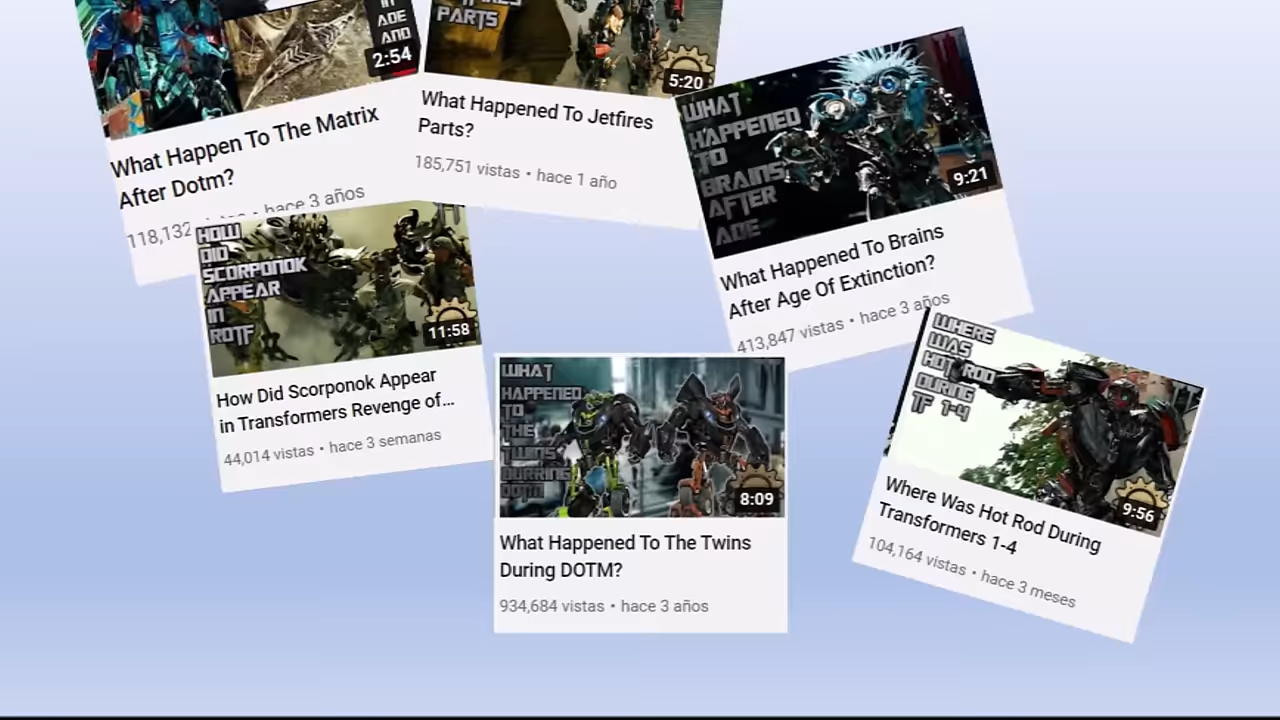 IN
AOE
AND
2:54
What Happen To The Matrix
After Dotm?
hace 3 años
118,132
PARTS
5:20
What Happened To Jetfires
Parts?
185,751 vistas • hace 1 año
WHAT
HAPPENED
TO
BRAINS
AFTER
AOE
9:21
What Happened To Brains
After Age Of Extinction?
413,847 vistas • hace 3 años
HOW
DID
SCORPONOK
APPEAR
IN
ROTF
11:58
How Did Scorponok Appear
in Transformers Revenge of...
44,014 vistas • hace 3 semanas
WHAT
HAPPENED
TO
THE
TWINS
DURRING
DOTM
8:09
What Happened To The Twins
During DOTM?
934,684 vistas • hace 3 años
WHERE
WAS
HOT ROD
DURING
TF 1-4
9:56
Where Was Hot Rod During
Transformers 1-4
104,164 vistas • hace 3 meses